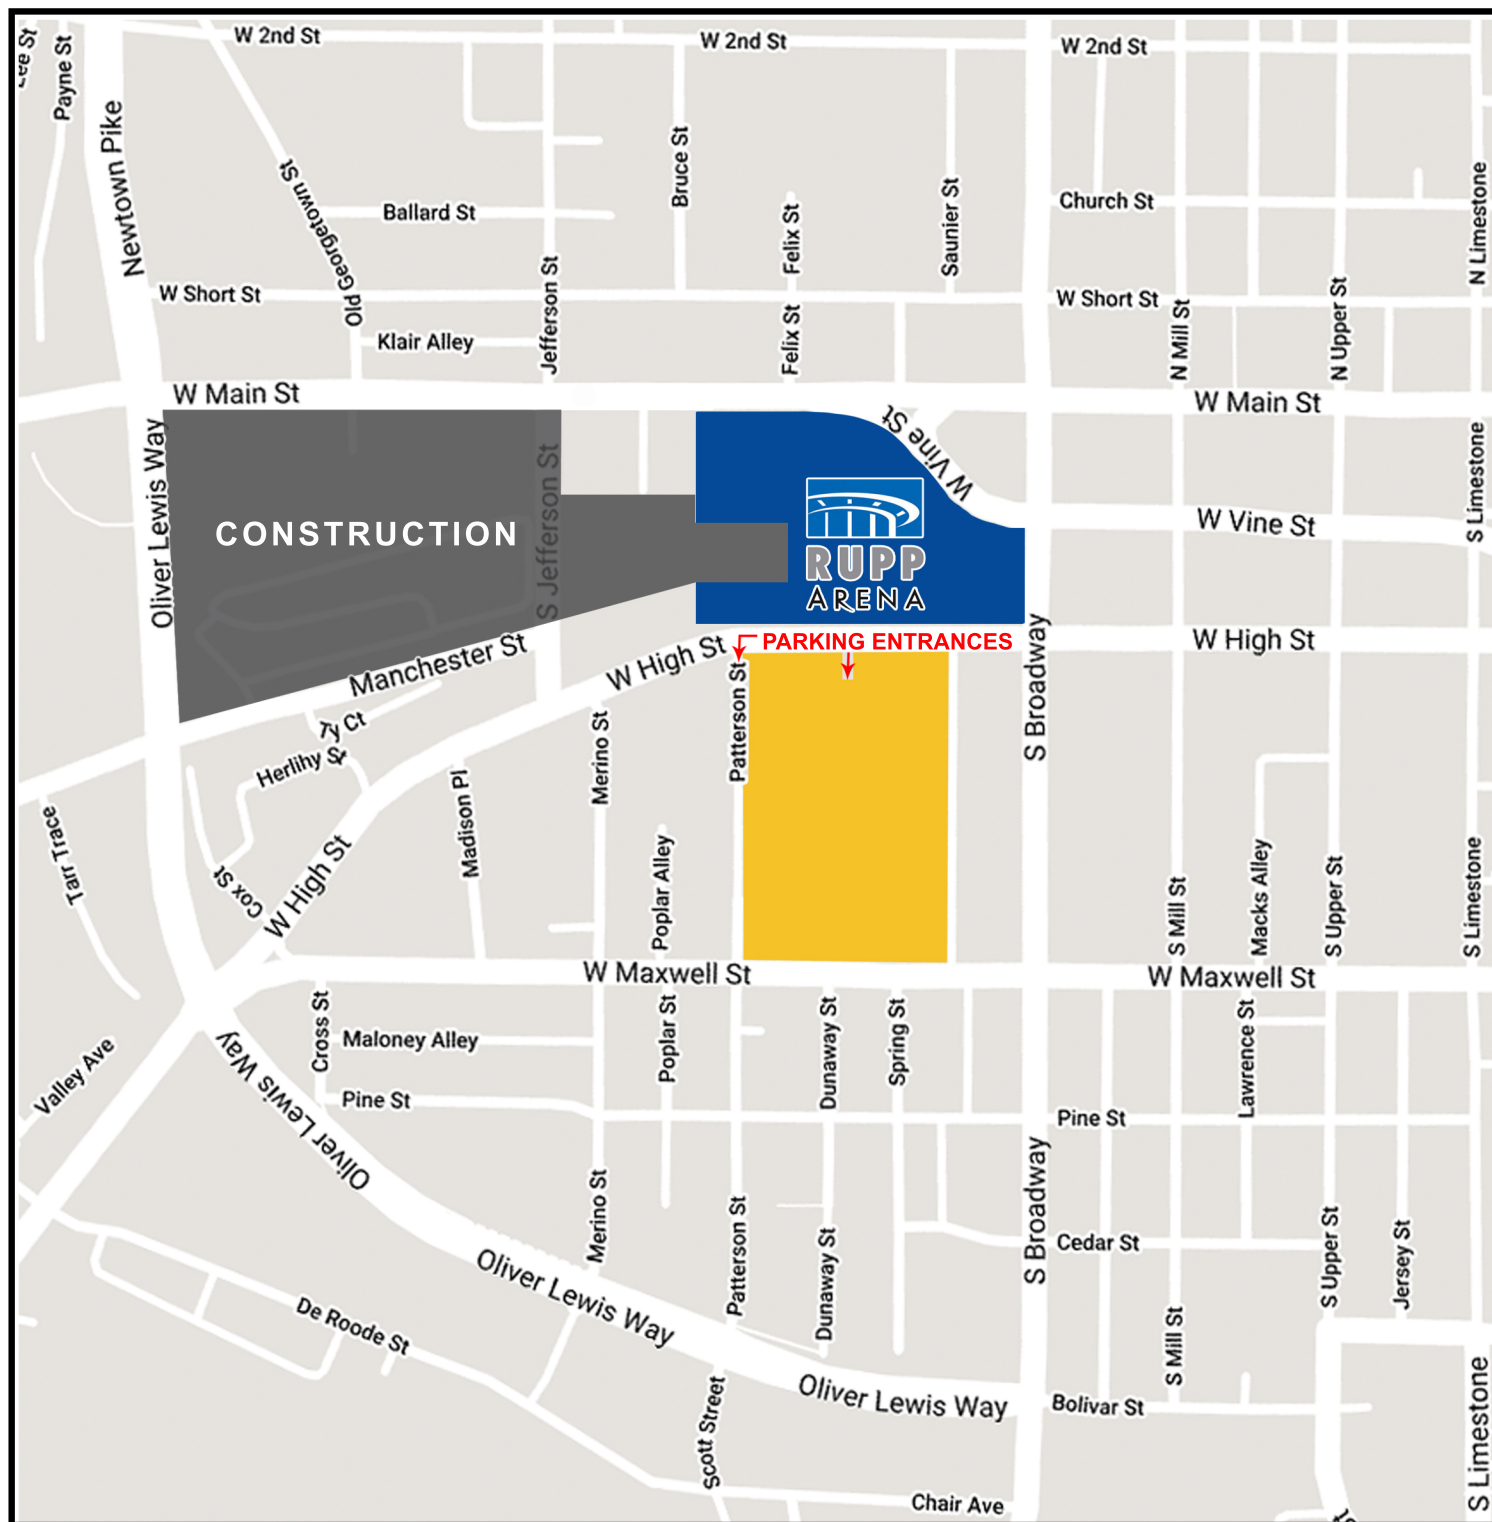 W 2nd St
W 2nd St
W 2nd St
Lee St
Payne St
Newtown Pike
Old Georgetown St
Ballard St
Bruce St
Felix St
Saunier St
Church St
N Limestone
W Short St
W Short St
Jefferson St
Klair Alley
Felix St
N Mill St
N Upper St
W Main St
W Main St
W Vine St
W Vine St
Oliver Lewis Way
CONSTRUCTION
S Jefferson St
RUPP
ARENA
S Limestone
PARKING ENTRANCES
W High St
W High St
Manchester St
S Broadway
Ty Ct
Herlihy St
Merino St
Patterson St
Madison Pl
Tarr Trace
Cox St
W High St
Poplar Alley
S Mill St
Macks Alley
S Upper St
S Limestone
W Maxwell St
W Maxwell St
Cross St
Maloney Alley
Poplar St
Dunaway St
Spring St
Lawrence St
Valley Ave
Oliver Lewis Way
Pine St
Pine St
Merino St
Patterson St
Dunaway St
S Broadway
Cedar St
S Upper St
Jersey St
Oliver Lewis Way
De Roode St
S Mill St
Scott Street
Oliver Lewis Way
Bolivar St
S Limestone
Chair Ave